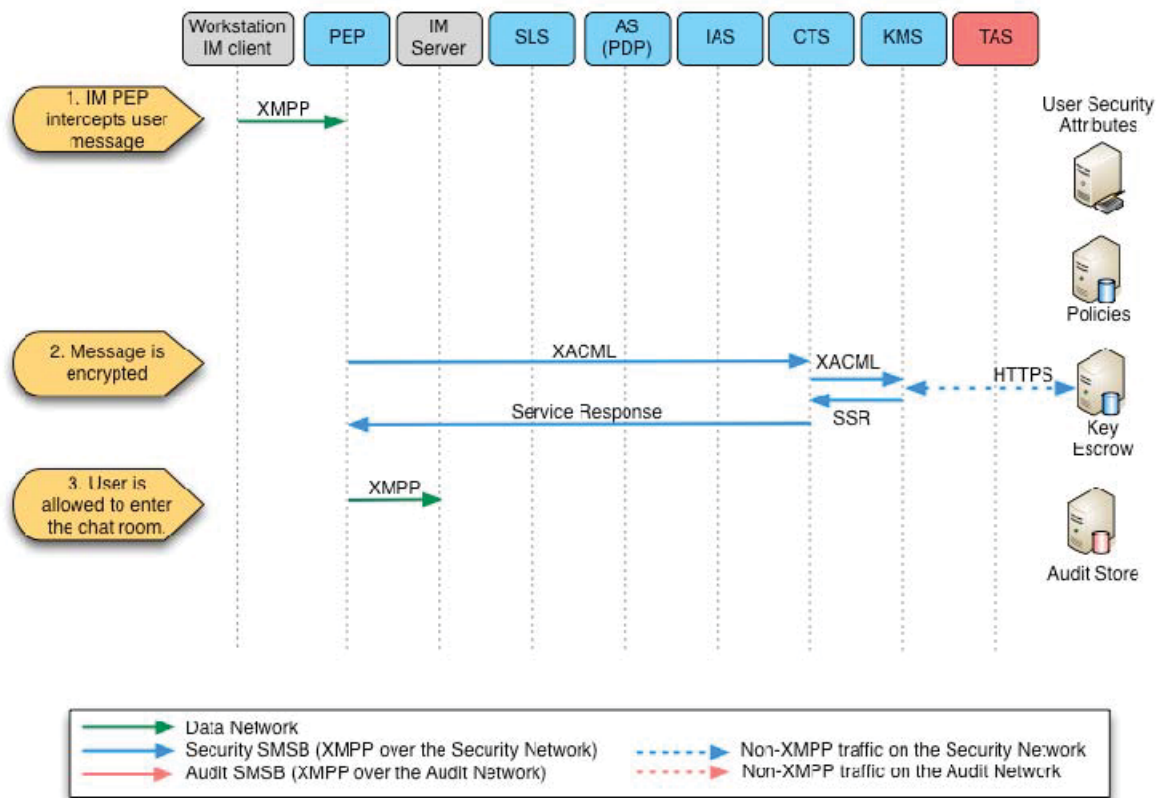 Workstation
IM client
PEP
IM
Server
SLS
AS
(PDP)
IAS
CTS
KMS
TAS
1. IM PEP
intercepts user
message
XMPP
User Security
Attributes
Policies
2. Message is
encrypted
XACML
XACML
HTTPS
Service Response
SSR
Key
Escrow
3. User is
allowed to enter
the chat room.
XMPP
Audit Store
Data Network
Security SMSB (XMPP over the Security Network)
Audit SMSB (XMPP over the Audit Network)
Non-XMPP traffic on the Security Network
Non-XMPP traffic on the Audit Network